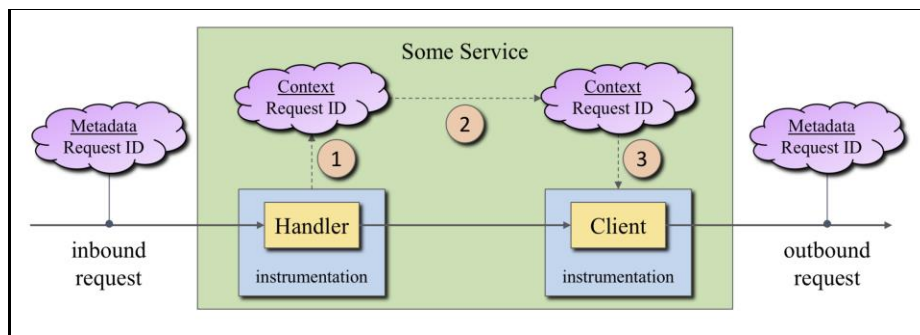 Some Service
Context
Request ID
Context
Request ID
Metadata
Request ID
Metadata
Request ID
1
2
3
Handler
Client
instrumentation
instrumentation
inbound
request
outbound
request